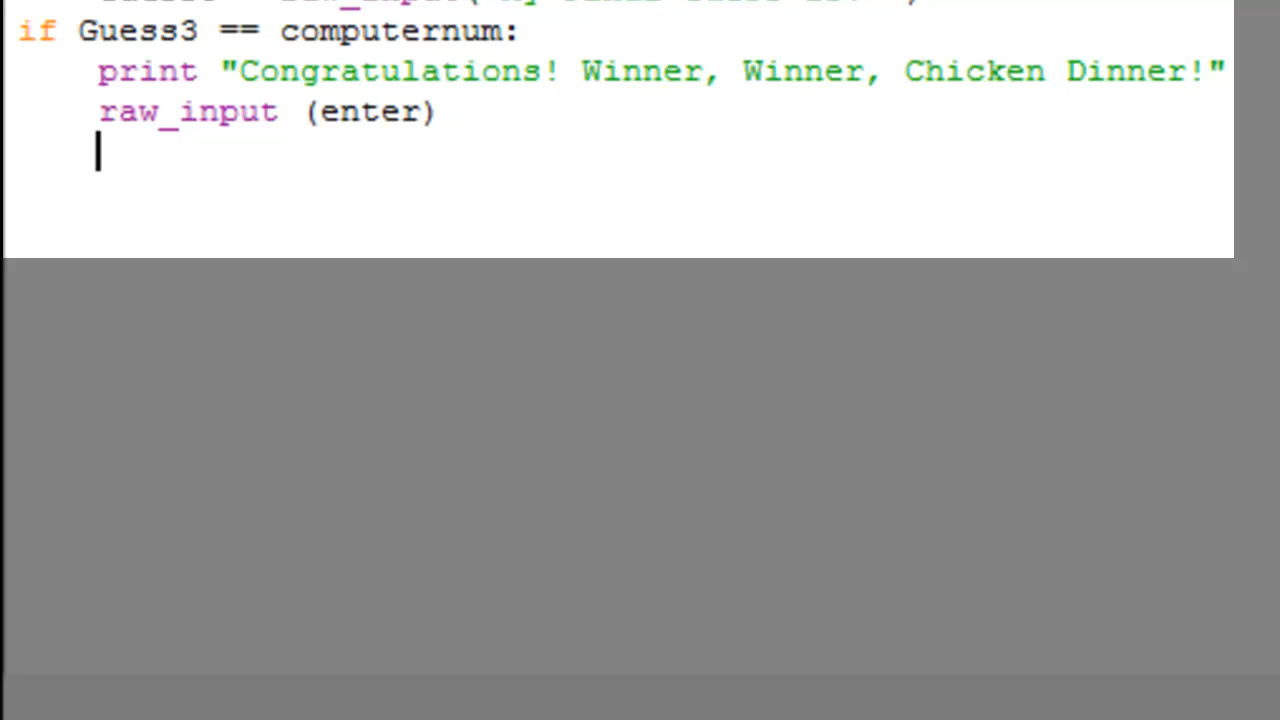 if Guess3 == computernum:
print "Congratulations! Winner, Winner, Chicken Dinner!"
raw_input (enter)